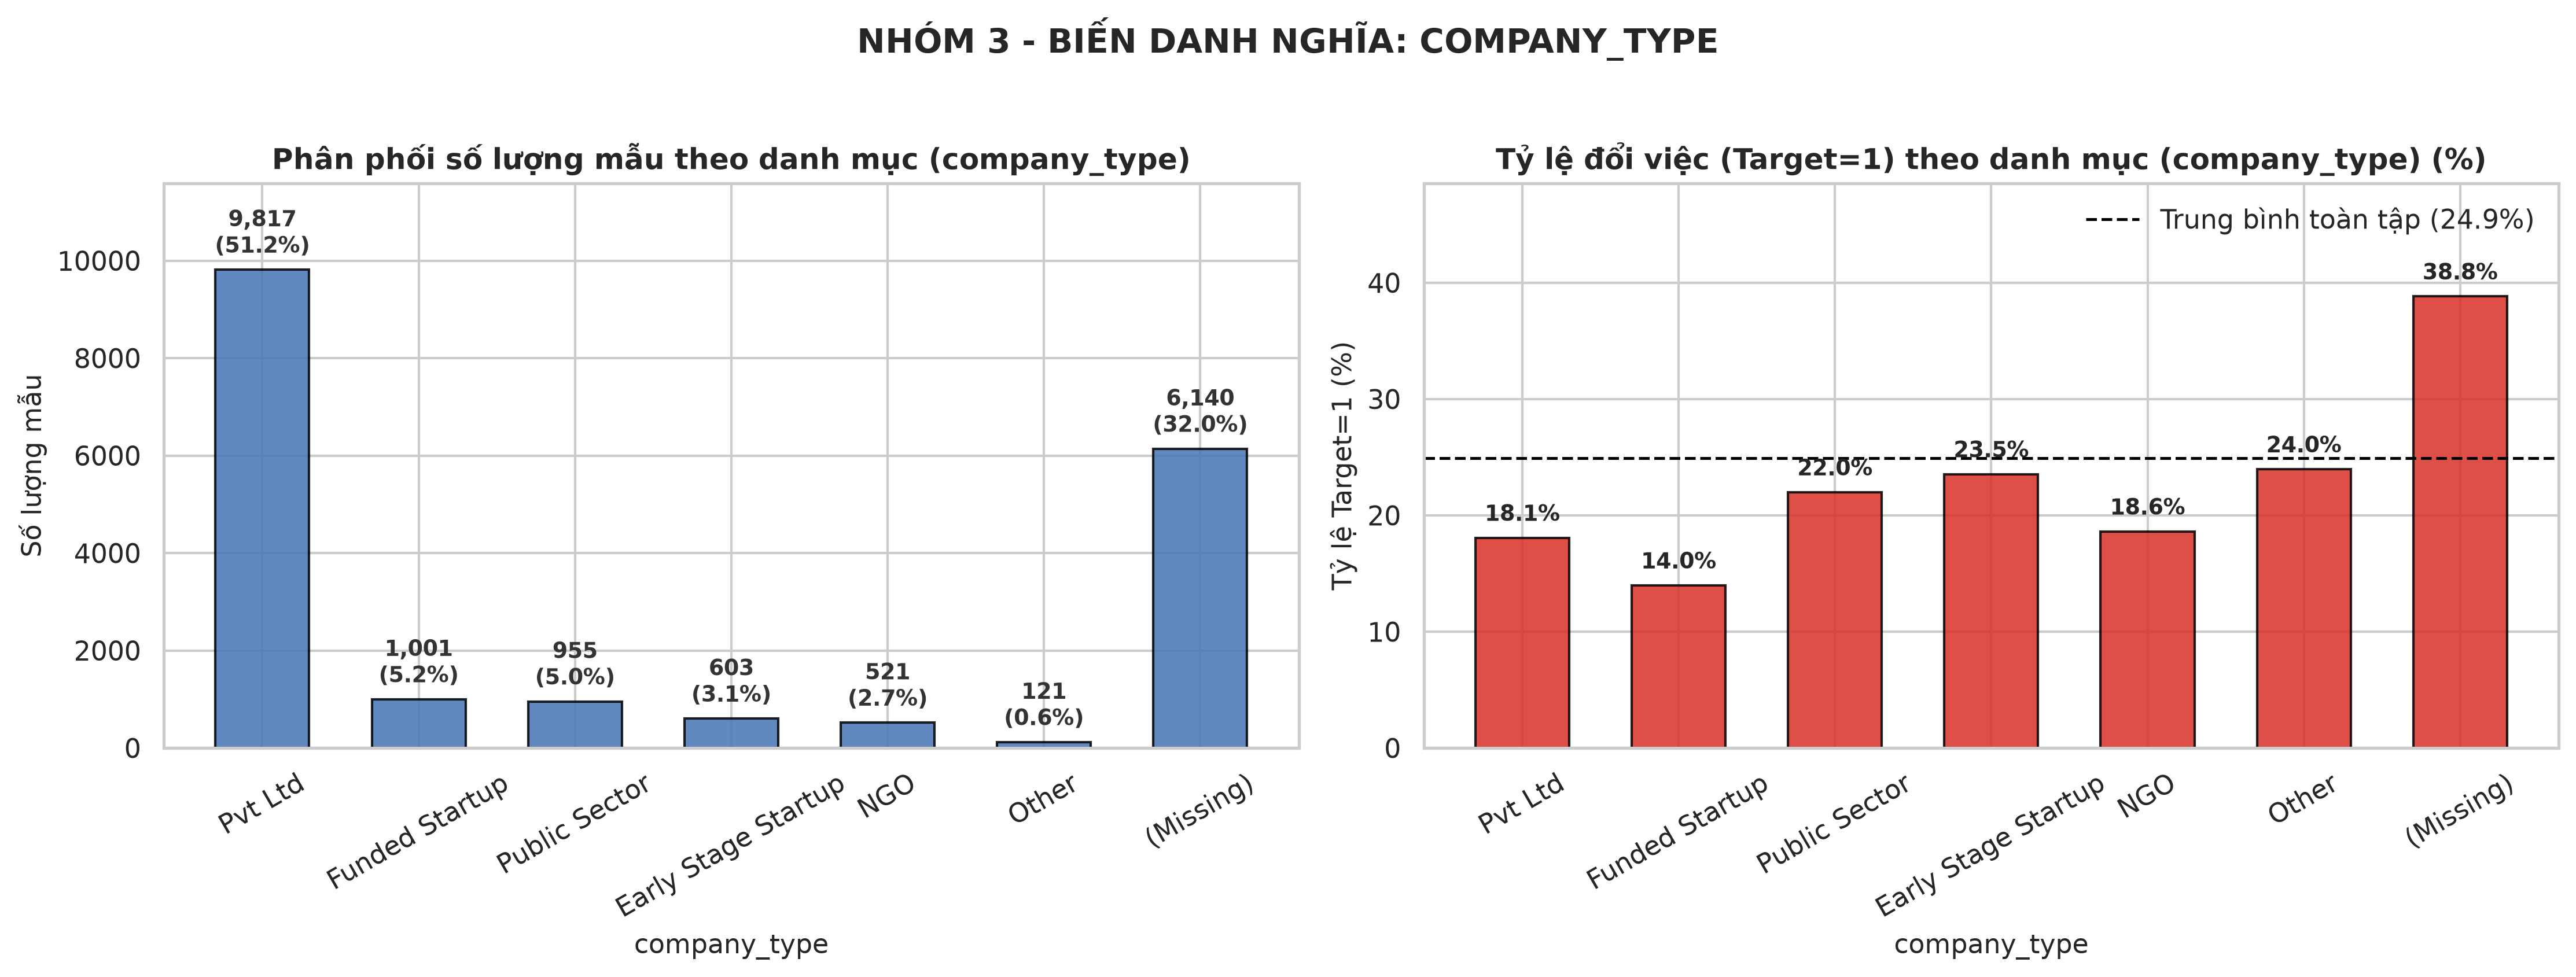 NHÓM 3 - BIẾN DANH NGHĨA: COMPANY_TYPE
Phân phối số lượng mẫu theo danh mục (company_type)
Số lượng mẫu
10000
8000
6000
4000
2000
0
9,817
(51.2%)
1,001
(5.2%)
955
(5.0%)
603
(3.1%)
521
(2.7%)
121
(0.6%)
6,140
(32.0%)
Pvt Ltd
Funded Startup
Public Sector
Early Stage Startup
NGO
Other
(Missing)
company_type
Tỷ lệ đổi việc (Target=1) theo danh mục (company_type) (%)
Trung bình toàn tập (24.9%)
Tỷ lệ Target=1 (%)
40
30
20
10
0
18.1%
14.0%
22.0%
23.5%
18.6%
24.0%
38.8%
Pvt Ltd
Funded Startup
Public Sector
Early Stage Startup
NGO
Other
(Missing)
company_type